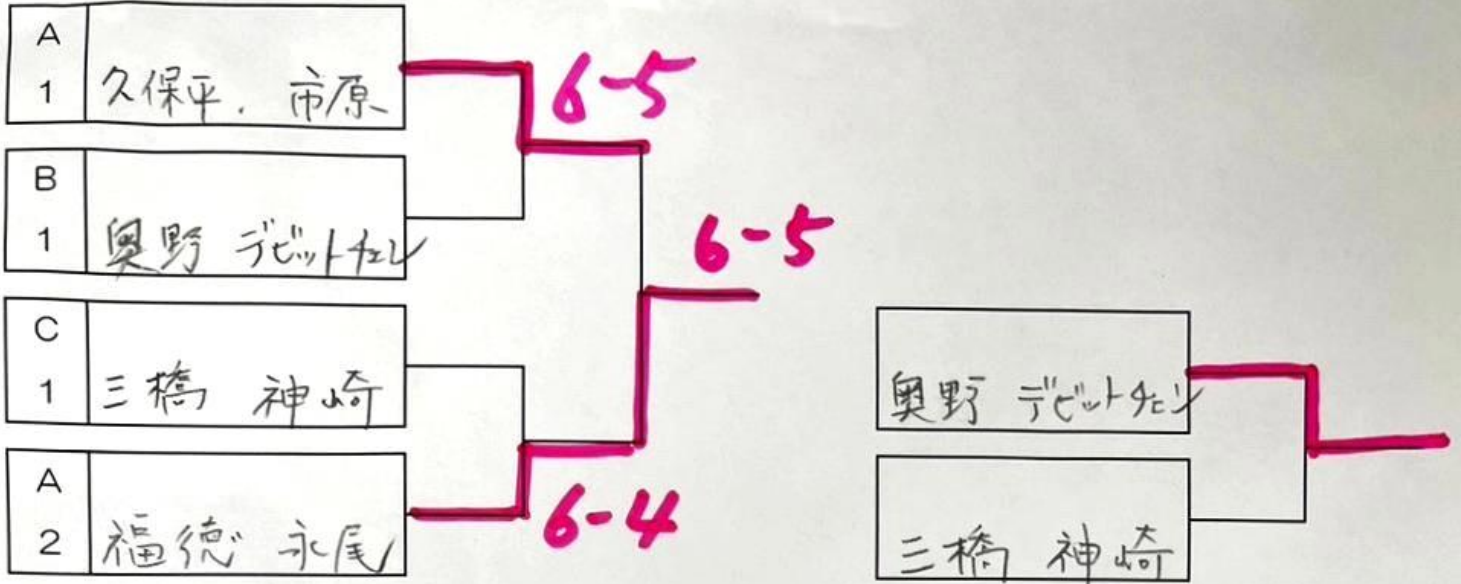 A
1 久保平. 市原
6-5
B
1 奥野 デビットチェン
6-5
C
1 三橋 神崎
A
2 福徳 永尾
6-4
奥野 デビットチェン
三橋 神崎